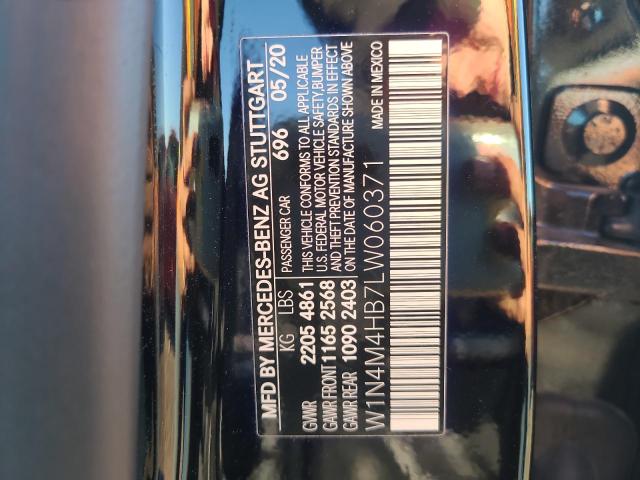 MFD BY MERCEDES-BENZ AG STUTTGART
KG LBS PASSENGER CAR 696 05/20
GVWR 2205 4861 THIS VEHICLE CONFORMS TO ALL APPLICABLE
U.S. FEDERAL MOTOR VEHICLE SAFETY BUMPER
GAWR FRONT 1165 2568 AND THEFT PREVENTION STANDARDS IN EFFECT
GAWR REAR 1090 2403 ON THE DATE OF MANUFACTURE SHOWN ABOVE
W1N4M4HB7LW060371 MADE IN MEXICO